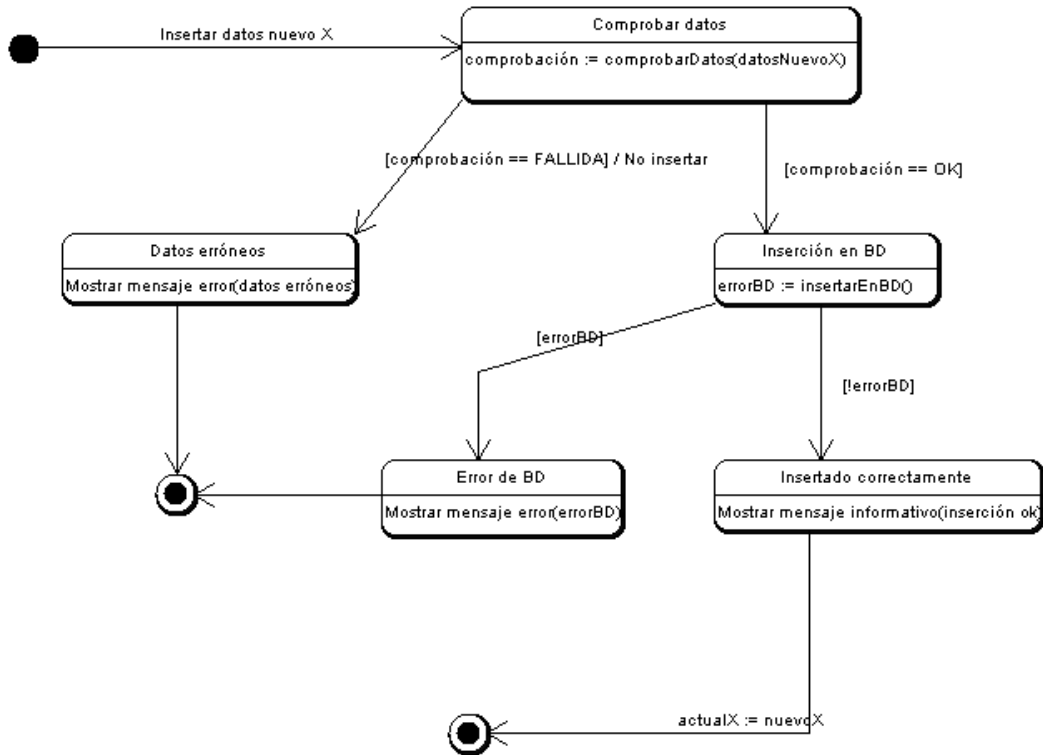 Comprobar datos
Insertar datos nuevo X
comprobación := comprobarDatos(datosNuevoX)
[comprobación == FALLIDA] / No insertar
[comprobación == OK]
Datos erróneos
Mostrar mensaje error(datos erróneos)
Inserción en BD
errorBD := insertarEnBD()
[errorBD]
[!errorBD]
Error de BD
Mostrar mensaje error(errorBD)
Insertado correctamente
Mostrar mensaje informativo(inserción ok)
actualX := nuevoX